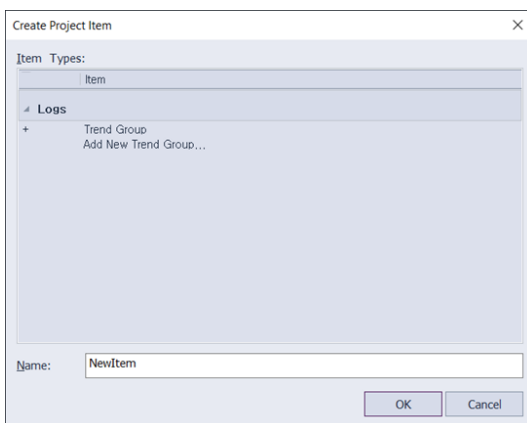 Create Project Item
Item Types:
Item
Logs
+ Trend Group
Add New Trend Group...
Name: NewItem
OK Cancel